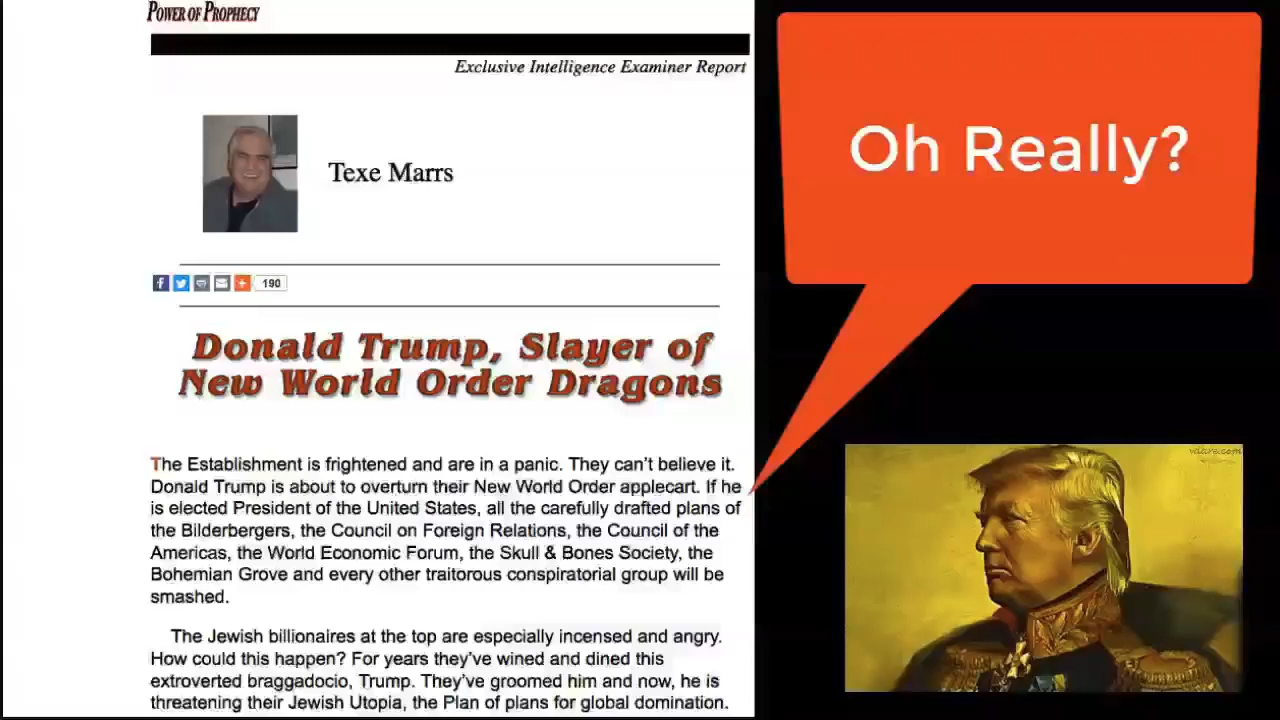 POWER OF PROPHECY
Exclusive Intelligence Examiner Report
Texe Marrs
190
Donald Trump, Slayer of
New World Order Dragons
The Establishment is frightened and are in a panic. They can't believe it.
Donald Trump is about to overturn their New World Order applecart. If he
is elected President of the United States, all the carefully drafted plans of
the Bilderbergers, the Council on Foreign Relations, the Council of the
Americas, the World Economic Forum, the Skull & Bones Society, the
Bohemian Grove and every other traitorous conspiratorial group will be
smashed.
The Jewish billionaires at the top are especially incensed and angry.
How could this happen? For years they've wined and dined this
extroverted braggadocio, Trump. They've groomed him and now, he is
threatening their Jewish Utopia, the Plan of plans for global domination.
Oh Really?
vdare.com